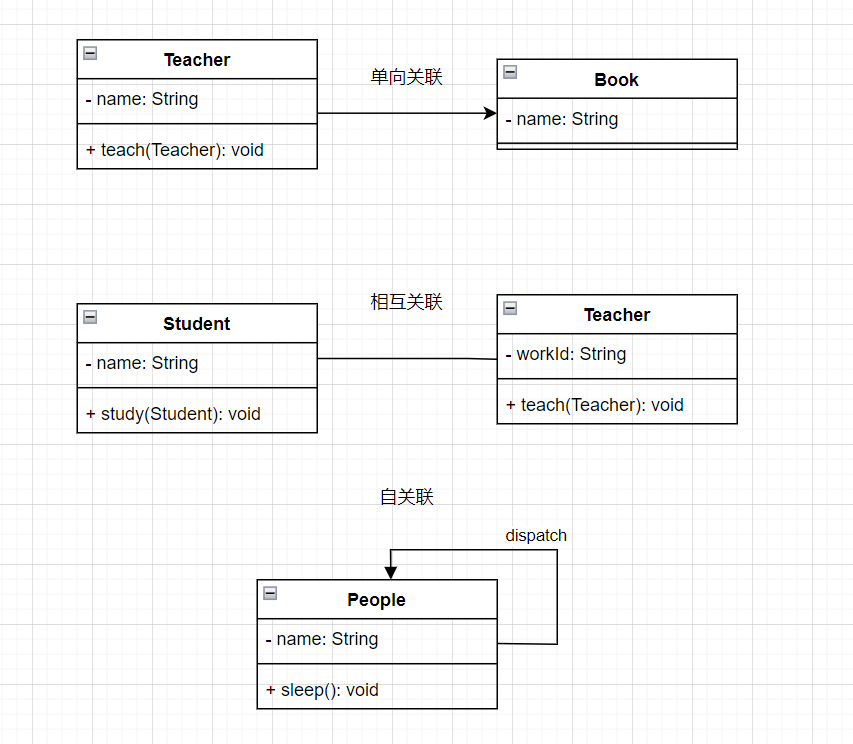 Teacher
- name: String
+ teach(Teacher): void
单向关联
Book
- name: String
相互关联
Student
- name: String
+ study(Student): void
Teacher
- workId: String
+ teach(Teacher): void
自关联
dispatch
People
- name: String
+ sleep(): void